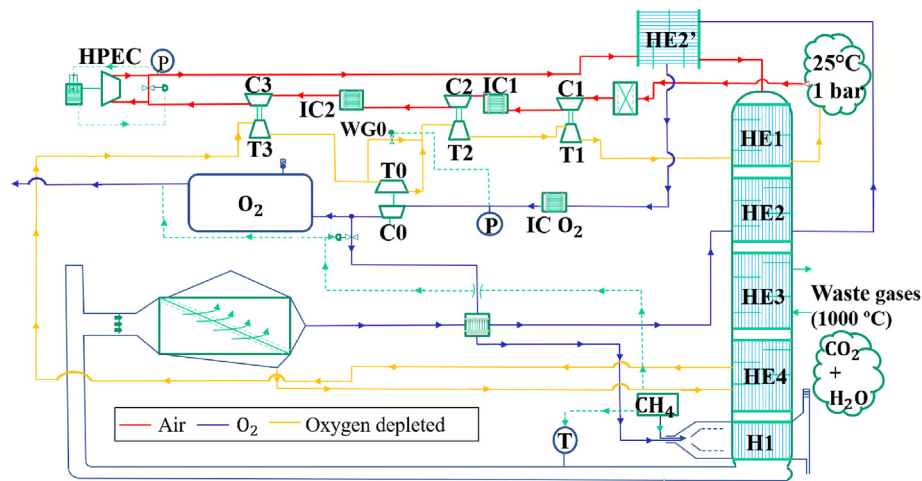 HE2'
HPEC
P
25°C
1 bar
C3
C2
IC1
C1
IC2
WG0
T3
T2
T1
HE1
T0
O₂
C0
P
IC O₂
HE2
HE3
Waste gases
(1000 °C)
HE4
CO₂
+
H₂O
CH₄
Air
O₂
Oxygen depleted
T
H1